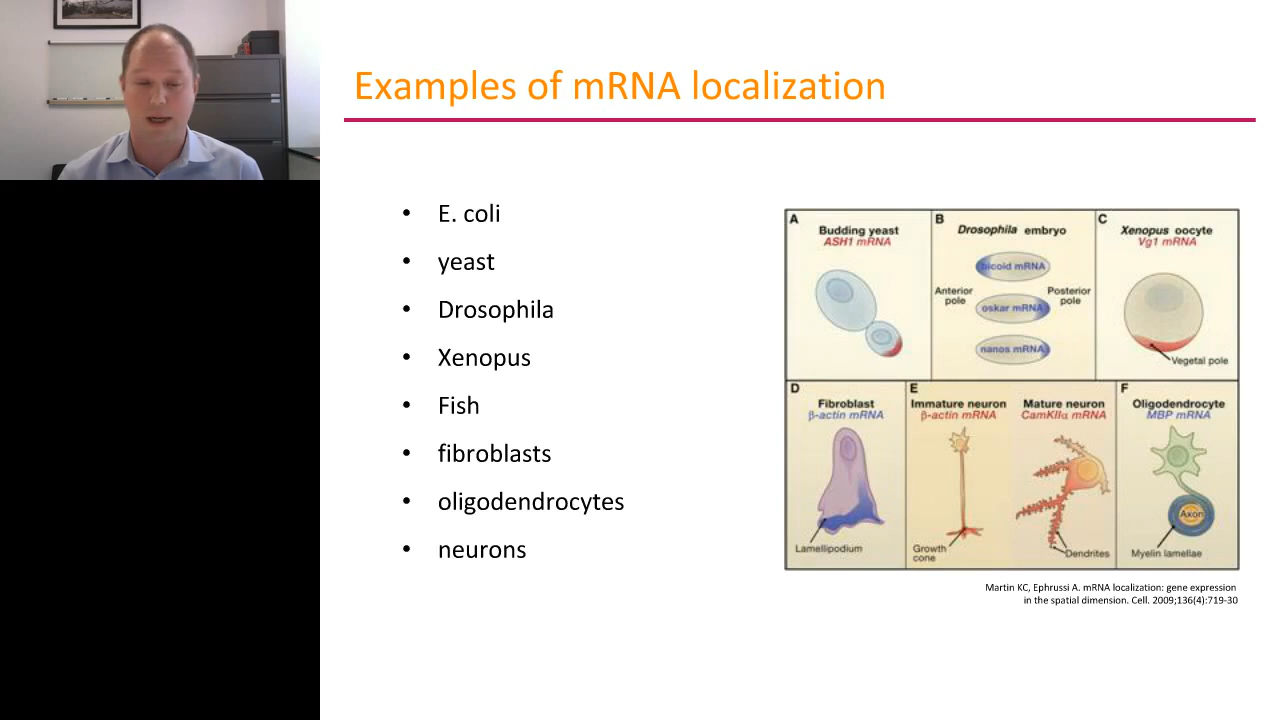 Examples of mRNA localization
• E. coli
• yeast
• Drosophila
• Xenopus
• Fish
• fibroblasts
• oligodendrocytes
• neurons
A
Budding yeast
ASH1 mRNA
B
Drosophila embryo
bicoid mRNA
Anterior
pole
Posterior
pole
oskar mRNA
nanos mRNA
C
Xenopus oocyte
Vg1 mRNA
Vegetal pole
D
Fibroblast
β-actin mRNA
Lamellipodium
E
Immature neuron
β-actin mRNA
Growth
cone
Mature neuron
CamKIIα mRNA
Dendrites
F
Oligodendrocyte
MBP mRNA
Axon
Myelin lamellae
Martin KC, Ephrussi A. mRNA localization: gene expression
in the spatial dimension. Cell. 2009;136(4):719-30